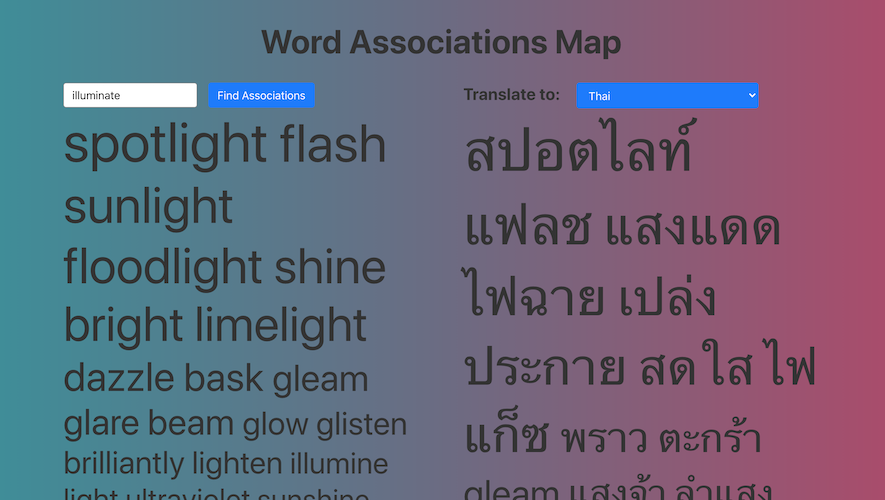 Word Associations Map
illuminate
Find Associations
Translate to:
Thai
spotlight flash
sunlight
floodlight shine
bright limelight
dazzle bask gleam
glare beam glow glisten
brilliantly lighten illumine
light ultraviolet sunshine
สปอตไลท์
แฟลช แสงแดด
ไฟฉาย เปล่ง
ประกาย สดใส ไฟ
แก็ซ พราว ตะกร้า
gleam แสงจ้า ลำแสง